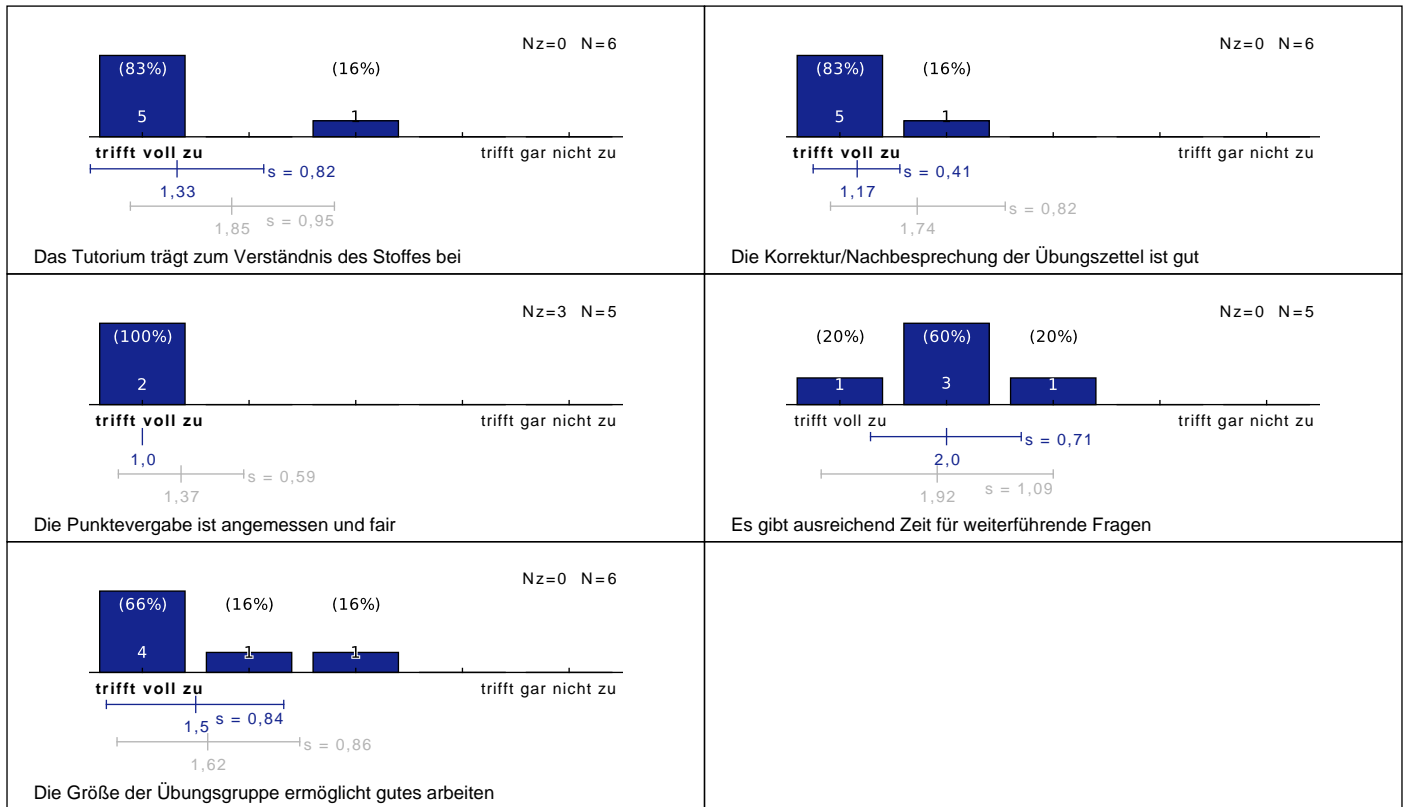 Nz=0 N=6
(83%) (16%)
5 1
trifft voll zu trifft gar nicht zu
s = 0,82
1,33
s = 0,95
1,85
Das Tutorium trägt zum Verständnis des Stoffes bei
Nz=0 N=6
(83%) (16%)
5 1
trifft voll zu trifft gar nicht zu
s = 0,41
1,17
s = 0,82
1,74
Die Korrektur/Nachbesprechung der Übungszettel ist gut
Nz=3 N=5
(100%)
2
trifft voll zu trifft gar nicht zu
1,0
s = 0,59
1,37
Die Punktevergabe ist angemessen und fair
Nz=0 N=5
(20%) (60%) (20%)
1 3 1
trifft voll zu trifft gar nicht zu
s = 0,71
2,0
s = 1,09
1,92
Es gibt ausreichend Zeit für weiterführende Fragen
Nz=0 N=6
(66%) (16%) (16%)
4 1 1
trifft voll zu trifft gar nicht zu
s = 0,84
1,5
s = 0,86
1,62
Die Größe der Übungsgruppe ermöglicht gutes arbeiten